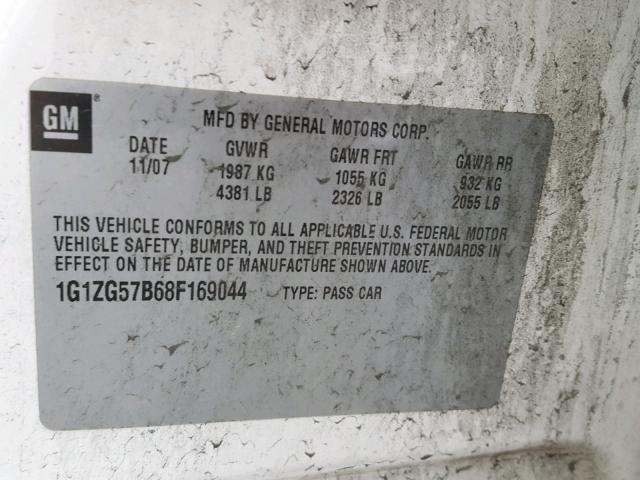 GM ®
MFD BY GENERAL MOTORS CORP.
DATE GVWR GAWR FRT GAWR RR
11/07 1987 KG 1055 KG 932 KG
4381 LB 2326 LB 2055 LB
THIS VEHICLE CONFORMS TO ALL APPLICABLE U.S. FEDERAL MOTOR
VEHICLE SAFETY, BUMPER, AND THEFT PREVENTION STANDARDS IN
EFFECT ON THE DATE OF MANUFACTURE SHOWN ABOVE.
1G1ZG57B68F169044 TYPE: PASS CAR